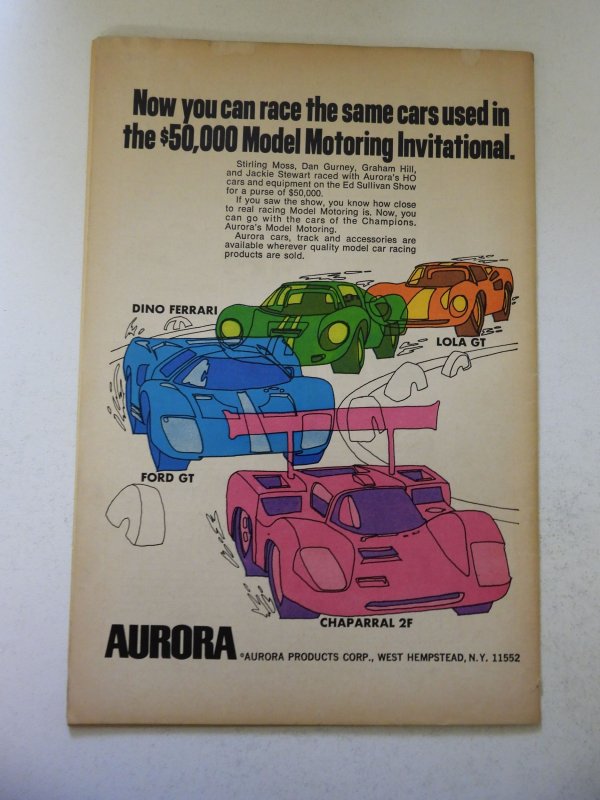 Now you can race the same cars used in
the $50,000 Model Motoring Invitational.
Stirling Moss, Dan Gurney, Graham Hill,
and Jackie Stewart raced with Aurora's HO
cars and equipment on the Ed Sullivan Show
for a purse of $50,000.
If you saw the show, you know how close
to real racing Model Motoring is. Now, you
can go with the cars of the Champions.
Aurora's Model Motoring.
Aurora cars, track and accessories are
available wherever quality model car racing
products are sold.
DINO FERRARI
LOLA GT
FORD GT
CHAPARRAL 2F
AURORA ®AURORA PRODUCTS CORP., WEST HEMPSTEAD, N.Y. 11552